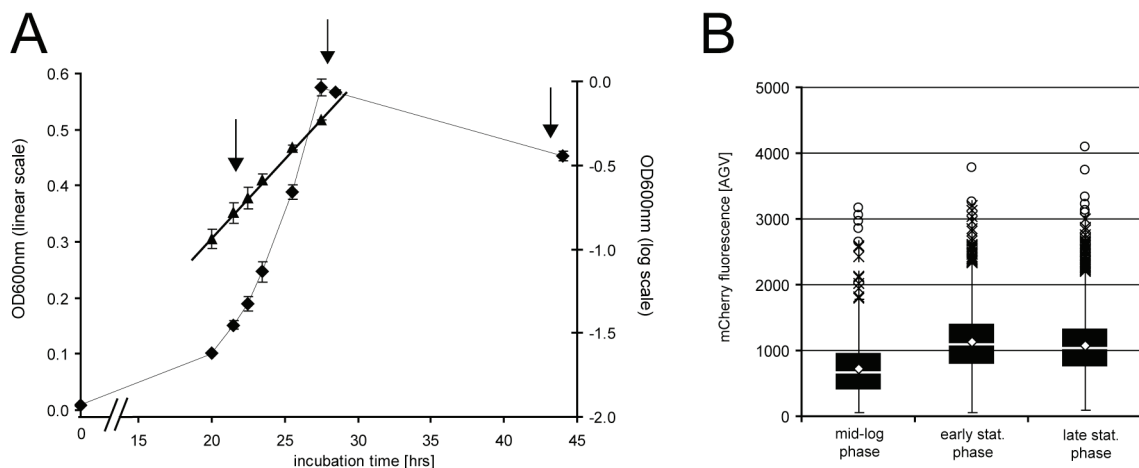 A
OD600nm (linear scale)
0.6
0.5
0.4
0.3
0.2
0.1
0.0
0
15
20
25
30
35
40
45
incubation time [hrs]
0.0
-0.5
-1.0
-1.5
-2.0
OD600nm (log scale)
B
mCherry fluorescence [AGV]
5000
4000
3000
2000
1000
0
mid-log
phase
early stat.
phase
late stat.
phase